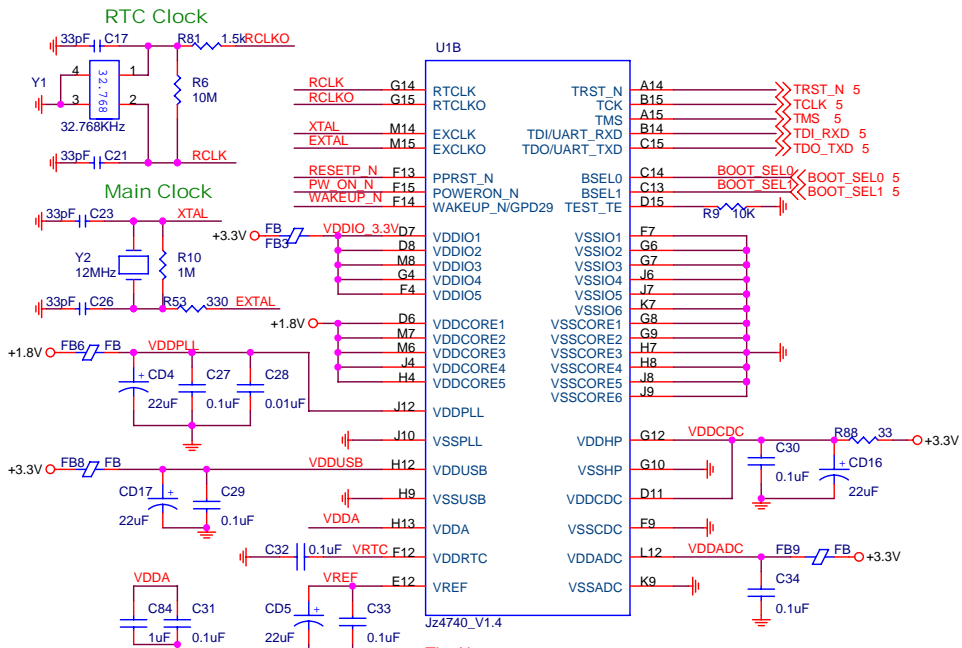 RTC Clock
33pF C17 R81 1.5k RCLKO
Y1 4 1
32.768
3 2
32.768KHz
R6
10M
33pF C21 RCLK
Main Clock
33pF C23 XTAL
Y2
12MHz
R10
1M
33pF C26 R53 330 EXTAL
U1B
RCLK G14 RTCLK
RCLKO G15 RTCLKO
XTAL M14 EXCLK
EXTAL M15 EXCLKO
RESETP_N F13 PPRST_N
PW_ON_N F15 POWERON_N
WAKEUP_N F14 WAKEUP_N/GPD29
+3.3V FB FB3 VDDIO_3.3V D7 VDDIO1
D8 VDDIO2
M8 VDDIO3
G4 VDDIO4
F4 VDDIO5
+1.8V D6 VDDCORE1
M7 VDDCORE2
M6 VDDCORE3
J4 VDDCORE4
H4 VDDCORE5
+1.8V FB6 FB VDDPLL
CD4 22uF
C27 0.1uF
C28 0.01uF
J12 VDDPLL
J10 VSSPLL
+3.3V FB8 FB VDDUSB H12 VDDUSB
CD17 22uF
C29 0.1uF
H9 VSSUSB
VDDA H13 VDDA
C32 0.1uF VRTC F12 VDDRTC
VREF E12 VREF
VDDA
C84 1uF
C31 0.1uF
CD5 22uF
C33 0.1uF
Jz4740_V1.4
TRST_N A14 TRST_N 5
TCK B15 TCLK 5
TMS A15 TMS 5
TDI/UART_RXD B14 TDI_RXD 5
TDO/UART_TXD C15 TDO_TXD 5
BSEL0 C14 BOOT_SEL0 BOOT_SEL0 5
BSEL1 C13 BOOT_SEL1 BOOT_SEL1 5
TEST_TE D15 R9 10K
VSSIO1 F7
VSSIO2 G6
VSSIO3 G7
VSSIO4 J6
VSSIO5 J7
VSSIO6 K7
VSSCORE1 G8
VSSCORE2 G9
VSSCORE3 H7
VSSCORE4 H8
VSSCORE5 J8
VSSCORE6 J9
VDDHP G12 VDDCDC R88 33 +3.3V
C30 0.1uF
CD16 22uF
VSSHP G10
VDDCDC D11
VSSCDC F9
VDDADC L12 VDDADC FB9 FB +3.3V
C34 0.1uF
VSSADC K9